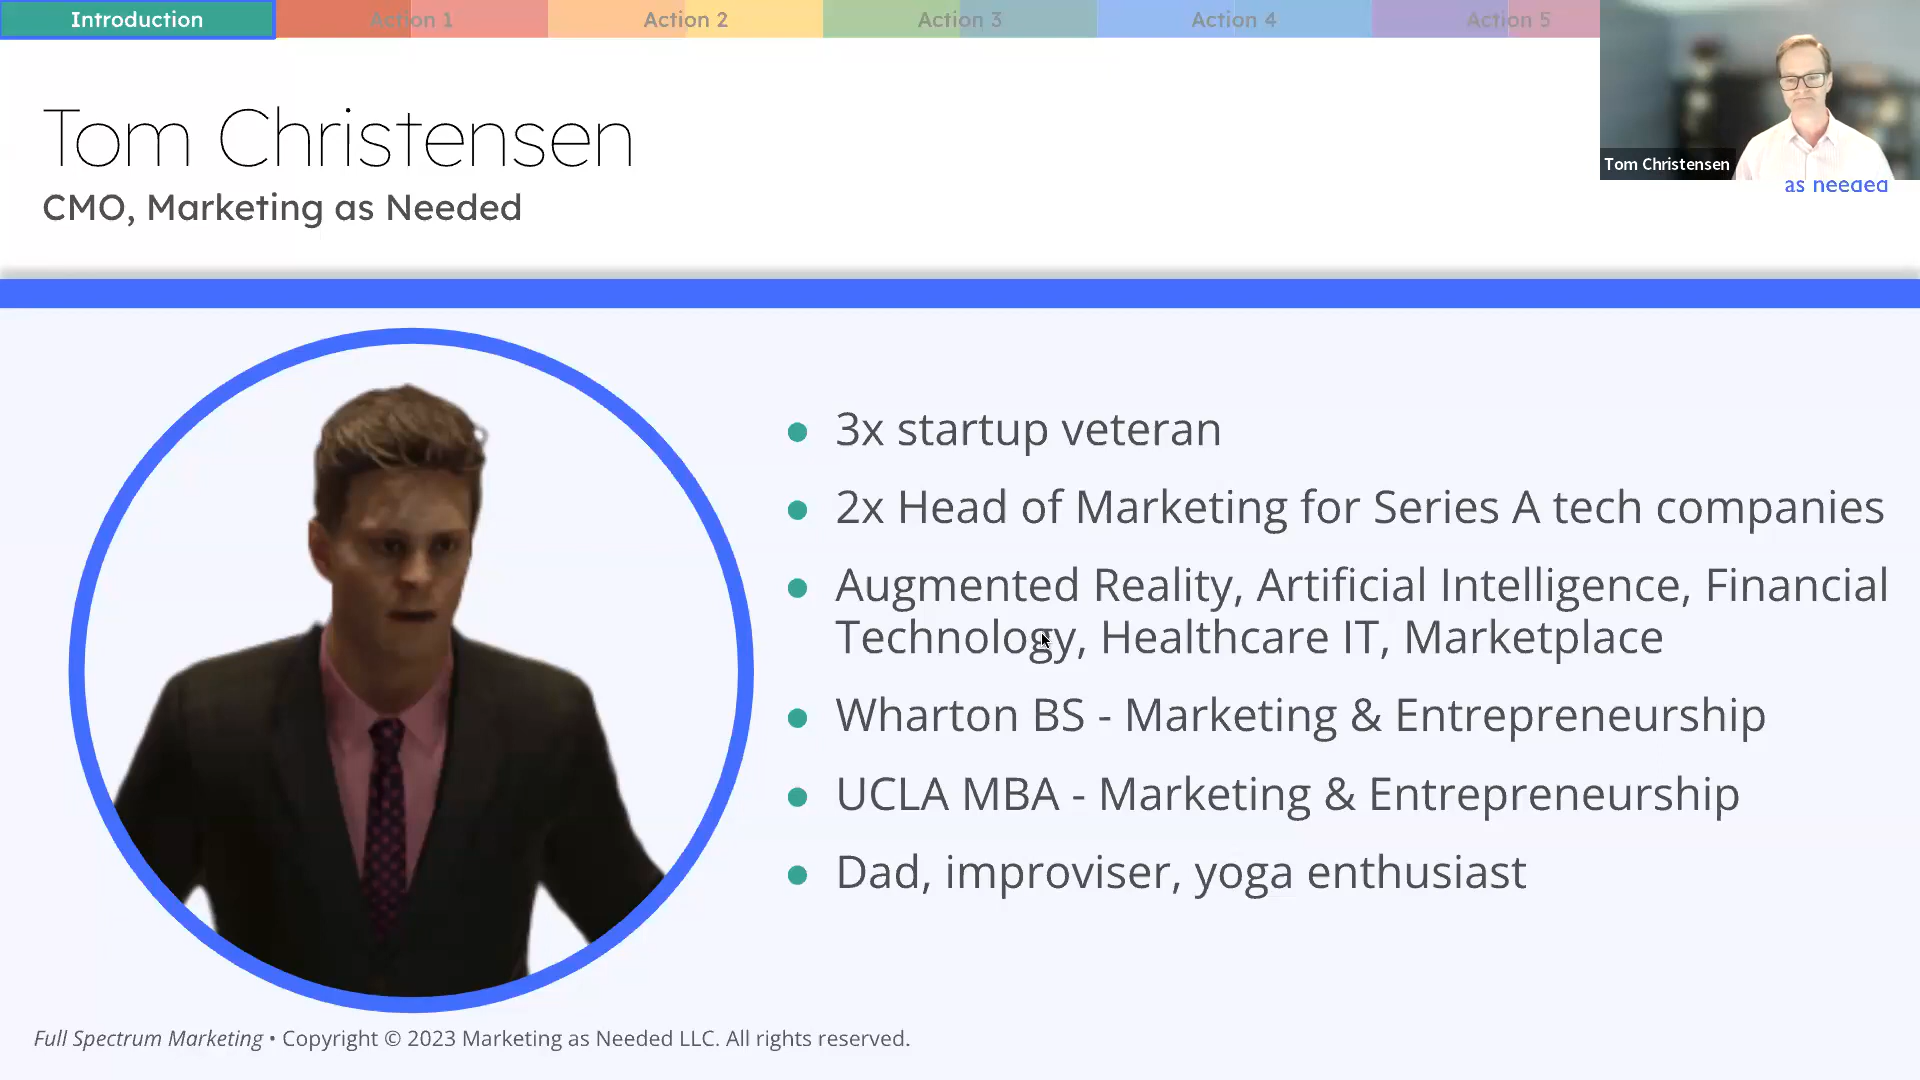 Introduction
Action 1
Action 2
Action 3
Action 4
Action 5
Tom Christensen
CMO, Marketing as Needed
Tom Christensen
as needed
3x startup veteran
2x Head of Marketing for Series A tech companies
Augmented Reality, Artificial Intelligence, Financial
Technology, Healthcare IT, Marketplace
Wharton BS - Marketing & Entrepreneurship
UCLA MBA - Marketing & Entrepreneurship
Dad, improviser, yoga enthusiast
Full Spectrum Marketing • Copyright © 2023 Marketing as Needed LLC. All rights reserved.